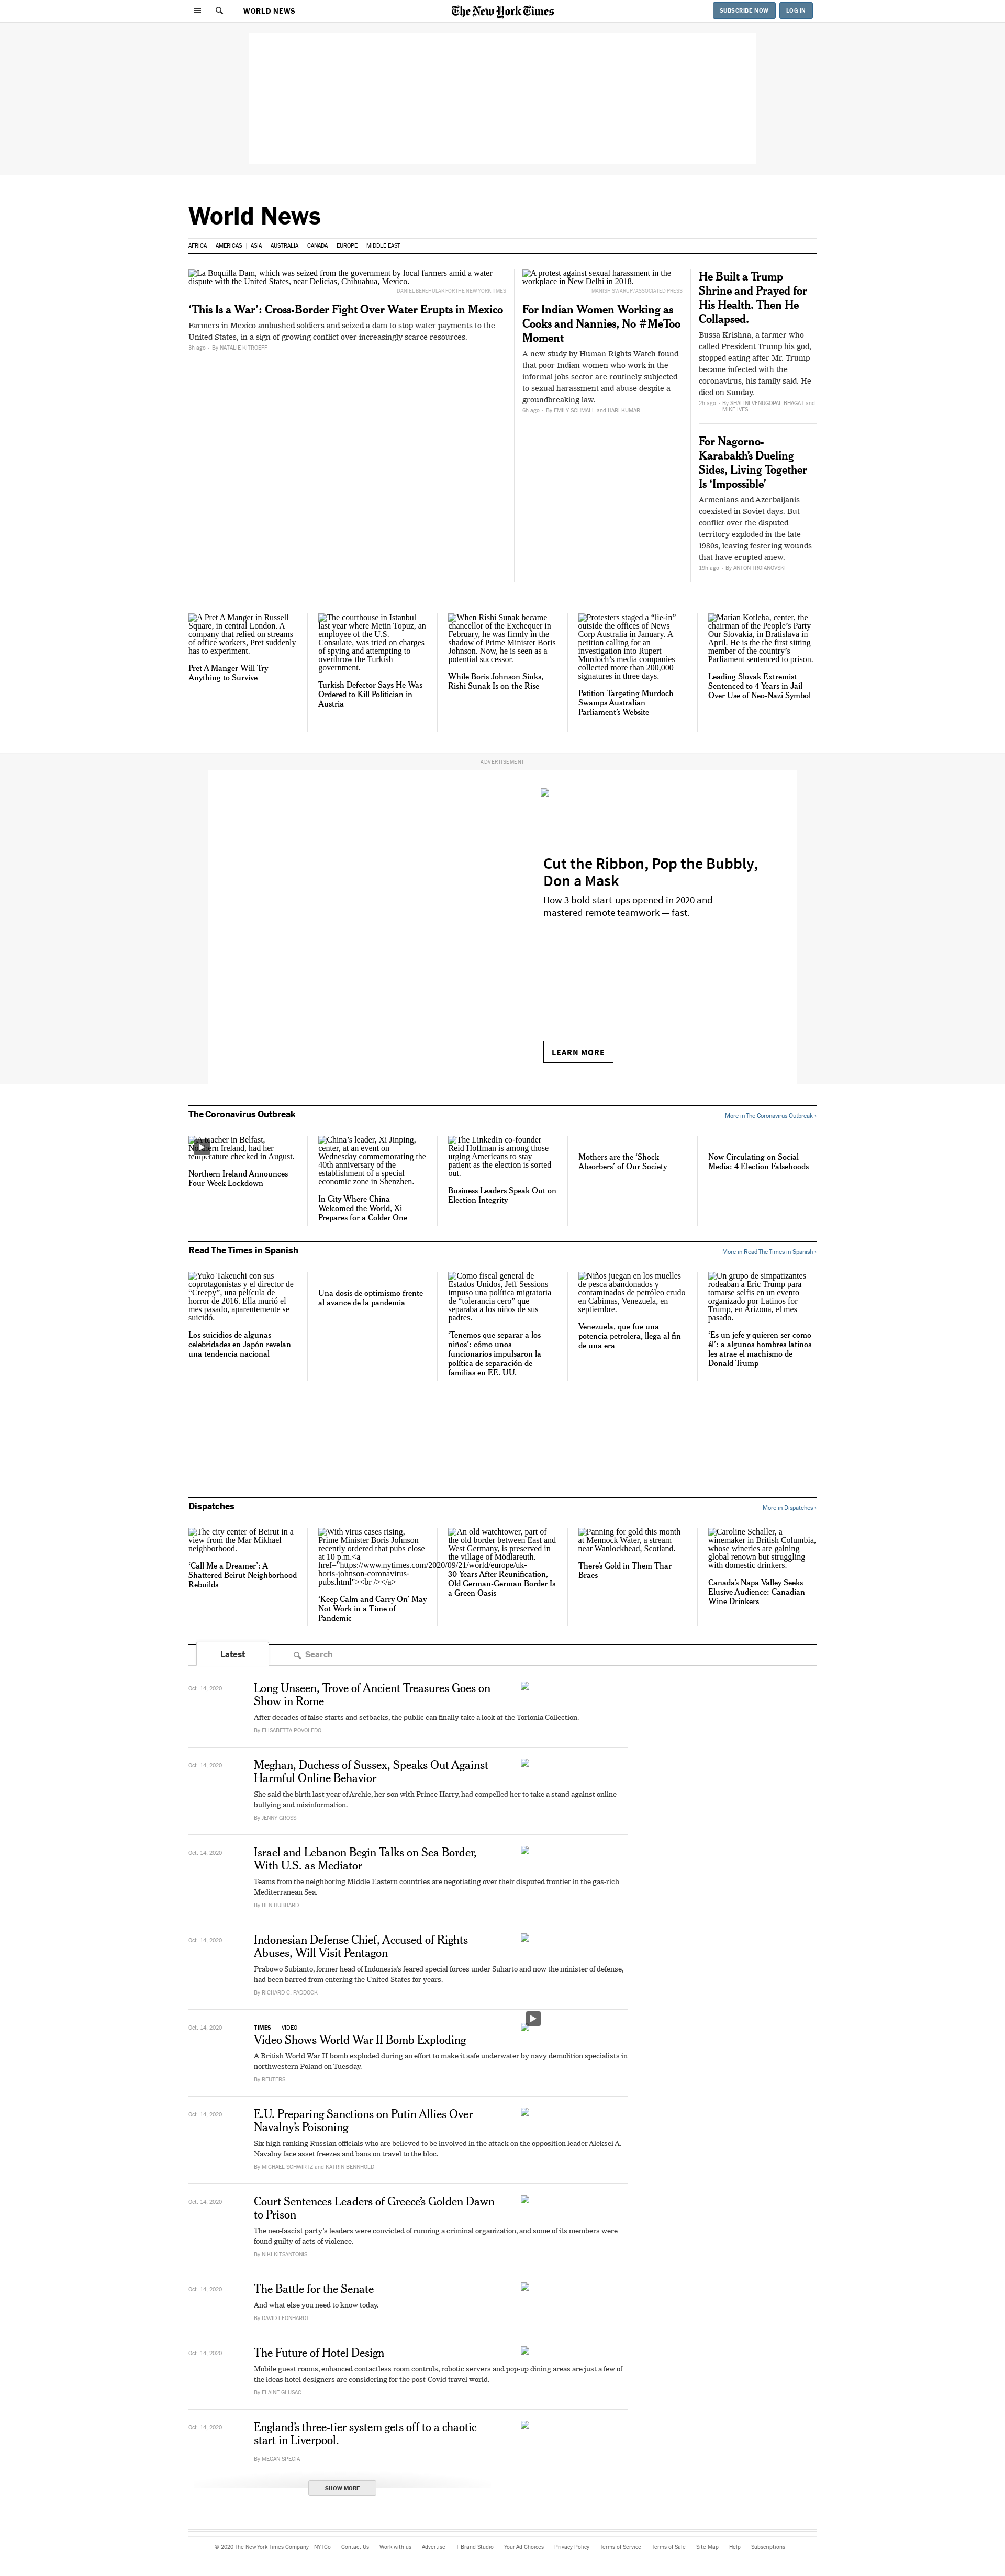 WORLD NEWS
The New York Times
SUBSCRIBE NOW
LOG IN
World News
AFRICA | AMERICAS | ASIA | AUSTRALIA | CANADA | EUROPE | MIDDLE EAST
La Boquilla Dam, which was seized from the government by local farmers amid a water
dispute with the United States, near Delicias, Chihuahua, Mexico.
DANIEL BEREHULAK FOR THE NEW YORK TIMES
‘This Is a War’: Cross-Border Fight Over Water Erupts in Mexico
Farmers in Mexico ambushed soldiers and seized a dam to stop water payments to the
United States, in a sign of growing conflict over increasingly scarce resources.
3h ago - By NATALIE KITROEFF
A protest against sexual harassment in the
workplace in New Delhi in 2018.
MANISH SWARUP/ASSOCIATED PRESS
For Indian Women Working as
Cooks and Nannies, No #MeToo
Moment
A new study by Human Rights Watch found
that poor Indian women who work in the
informal jobs sector are routinely subjected
to sexual harassment and abuse despite a
groundbreaking law.
6h ago - By EMILY SCHMALL and HARI KUMAR
He Built a Trump
Shrine and Prayed for
His Health. Then He
Collapsed.
Bussa Krishna, a farmer who
called President Trump his god,
stopped eating after Mr. Trump
became infected with the
coronavirus, his family said. He
died on Sunday.
2h ago - By SHALINI VENUGOPAL BHAGAT and
MIKE IVES
For Nagorno-
Karabakh’s Dueling
Sides, Living Together
Is ‘Impossible’
Armenians and Azerbaijanis
coexisted in Soviet days. But
conflict over the disputed
territory exploded in the late
1980s, leaving festering wounds
that have erupted anew.
19h ago - By ANTON TROIANOVSKI
A Pret A Manger in Russell
Square, in central London. A
company that relied on streams
of office workers, Pret suddenly
has to experiment.
Pret A Manger Will Try
Anything to Survive
The courthouse in Istanbul
last year where Metin Topuz, an
employee of the U.S.
Consulate, was tried on charges
of spying and attempting to
overthrow the Turkish
government.
Turkish Defector Says He Was
Ordered to Kill Politician in
Austria
When Rishi Sunak became
chancellor of the Exchequer in
February, he was firmly in the
shadow of Prime Minister Boris
Johnson. Now, he is seen as a
potential successor.
While Boris Johnson Sinks,
Rishi Sunak Is on the Rise
Protesters staged a “lie-in”
outside the offices of News
Corp Australia in January. A
petition calling for an
investigation into Rupert
Murdoch’s media companies
collected more than 200,000
signatures in three days.
Petition Targeting Murdoch
Swamps Australian
Parliament’s Website
Marian Kotleba, center, the
chairman of the People’s Party
Our Slovakia, in Bratislava in
April. He is the first sitting
member of the country’s
Parliament sentenced to prison.
Leading Slovak Extremist
Sentenced to 4 Years in Jail
Over Use of Neo-Nazi Symbol
ADVERTISEMENT
Cut the Ribbon, Pop the Bubbly,
Don a Mask
How 3 bold start-ups opened in 2020 and
mastered remote teamwork — fast.
LEARN MORE
The Coronavirus Outbreak
More in The Coronavirus Outbreak ›
Northern Ireland, had her
temperature checked in August.
Northern Ireland Announces
Four-Week Lockdown
China’s leader, Xi Jinping,
center, at an event on
Wednesday commemorating the
40th anniversary of the
establishment of a special
economic zone in Shenzhen.
In City Where China
Welcomed the World, Xi
Prepares for a Colder One
The LinkedIn co-founder
Reid Hoffman is among those
urging Americans to stay
patient as the election is sorted
out.
Business Leaders Speak Out on
Election Integrity
Mothers are the ‘Shock
Absorbers’ of Our Society
Now Circulating on Social
Media: 4 Election Falsehoods
Read The Times in Spanish
More in Read The Times in Spanish ›
Yuko Takeuchi con sus
coprotagonistas y el director de
“Creepy”, una película de
horror de 2016. Ella murió el
mes pasado, aparentemente se
suicidó.
Los suicidios de algunas
celebridades en Japón revelan
una tendencia nacional
Una dosis de optimismo frente
al avance de la pandemia
Como fiscal general de
Estados Unidos, Jeff Sessions
impuso una política migratoria
de “tolerancia cero” que
separaba a los niños de sus
padres.
‘Tenemos que separar a los
niños’: cómo unos
funcionarios impulsaron la
política de separación de
familias en EE. UU.
Niños juegan en los muelles
de pesca abandonados y
contaminados de petróleo crudo
en Cabimas, Venezuela, en
septiembre.
Venezuela, que fue una
potencia petrolera, llega al fin
de una era
Un grupo de simpatizantes
rodeaban a Eric Trump para
tomarse selfis en un evento
organizado por Latinos for
Trump, en Arizona, el mes
pasado.
‘Es un jefe y quieren ser como
él’: a algunos hombres latinos
les atrae el machismo de
Donald Trump
Dispatches
More in Dispatches ›
The city center of Beirut in a
view from the Mar Mikhael
neighborhood.
‘Call Me a Dreamer’: A
Shattered Beirut Neighborhood
Rebuilds
With virus cases rising,
Prime Minister Boris Johnson
recently ordered that pubs close
at 10 p.m.<a
href="https://www.nytimes.com/2020/09/21/world/europe/uk-
boris-johnson-coronavirus-
pubs.html"><br /></a>
‘Keep Calm and Carry On’ May
Not Work in a Time of
Pandemic
An old watchtower, part of
the old border between East
and West Germany, is preserved in
the village of Mödlareuth.
30 Years After Reunification,
Old German-German Border Is
a Green Oasis
Panning for gold this month
at Mennock Water, a stream
near Wanlockhead, Scotland.
There’s Gold in Them Thar
Braes
Caroline Schaller, a
winemaker in British Columbia,
whose wineries are gaining
global renown but struggling
with domestic drinkers.
Canada’s Napa Valley Seeks
Elusive Audience: Canadian
Wine Drinkers
Latest
Search
Oct. 14, 2020
Long Unseen, Trove of Ancient Treasures Goes on
Show in Rome
After decades of false starts and setbacks, the public can finally take a look at the Torlonia Collection.
By ELISABETTA POVOLEDO
Oct. 14, 2020
Meghan, Duchess of Sussex, Speaks Out Against
Harmful Online Behavior
She said the birth last year of Archie, her son with Prince Harry, had compelled her to take a stand against online
bullying and misinformation.
By JENNY GROSS
Oct. 14, 2020
Israel and Lebanon Begin Talks on Sea Border,
With U.S. as Mediator
Teams from the neighboring Middle Eastern countries are negotiating over their disputed frontier in the gas-rich
Mediterranean Sea.
By BEN HUBBARD
Oct. 14, 2020
Indonesian Defense Chief, Accused of Rights
Abuses, Will Visit Pentagon
Prabowo Subianto, former head of Indonesia’s feared special forces under Suharto and now the minister of defense,
had been barred from entering the United States for years.
By RICHARD C. PADDOCK
Oct. 14, 2020
TIMES | VIDEO
Video Shows World War II Bomb Exploding
A British World War II bomb exploded during an effort to make it safe underwater by navy demolition specialists in
northwestern Poland on Tuesday.
By REUTERS
Oct. 14, 2020
E.U. Preparing Sanctions on Putin Allies Over
Navalny’s Poisoning
Six high-ranking Russian officials who are believed to be involved in the attack on the opposition leader Aleksei A.
Navalny face asset freezes and bans on travel to the bloc.
By MICHAEL SCHWIRTZ and KATRIN BENNHOLD
Oct. 14, 2020
Court Sentences Leaders of Greece’s Golden Dawn
to Prison
The neo-fascist party’s leaders were convicted of running a criminal organization, and some of its members were
found guilty of acts of violence.
By NIKI KITSANTONIS
Oct. 14, 2020
The Battle for the Senate
And what else you need to know today.
By DAVID LEONHARDT
Oct. 14, 2020
The Future of Hotel Design
Mobile guest rooms, enhanced contactless room controls, robotic servers and pop-up dining areas are just a few of
the ideas hotel designers are considering for the post-Covid travel world.
By ELAINE GLUSAC
Oct. 14, 2020
England’s three-tier system gets off to a chaotic
start in Liverpool.
By MEGAN SPECIA
SHOW MORE
© 2020 The New York Times Company NYTCo Contact Us Work with us Advertise T Brand Studio Your Ad Choices Privacy Policy Terms of Service Terms of Sale Site Map Help Subscriptions